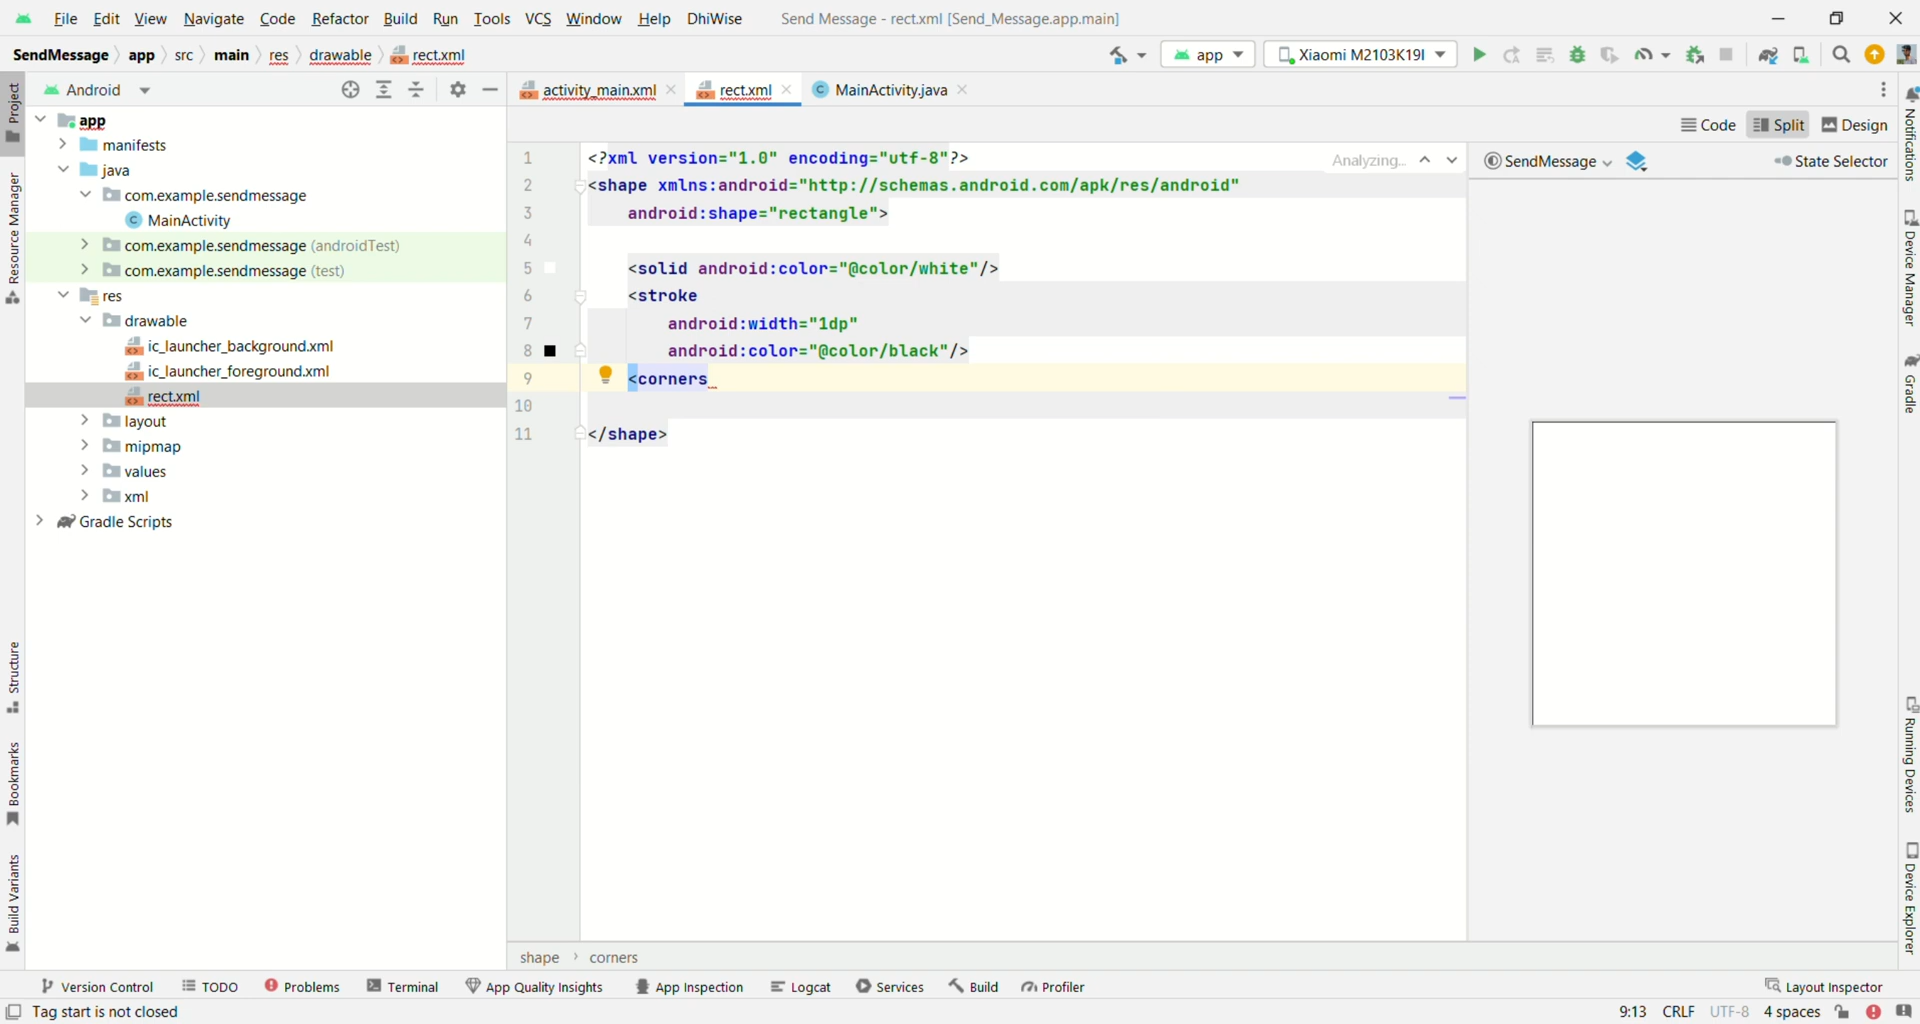 File Edit View Navigate Code Refactor Build Run Tools VCS Window Help DhiWise Send Message - rect.xml [Send_Message.app.main]
SendMessage app src main res drawable rect.xml app Xiaomi M2103K19I
Project
Android
activity_main.xml rect.xml MainActivity.java
Code Split Design
app
manifests
java
com.example.sendmessage
MainActivity
com.example.sendmessage (androidTest)
com.example.sendmessage (test)
res
drawable
ic_launcher_background.xml
ic_launcher_foreground.xml
rect.xml
layout
mipmap
values
xml
Gradle Scripts
Resource Manager
Structure
Bookmarks
Build Variants
1 <?xml version="1.0" encoding="utf-8"?>
2 <shape xmlns:android="http://schemas.android.com/apk/res/android"
3 android:shape="rectangle">
4
5 <solid android:color="@color/white"/>
6 <stroke
7 android:width="1dp"
8 android:color="@color/black"/>
9 <corners
10
11 </shape>
Analyzing...
SendMessage State Selector
Notifications
Device Manager
Gradle
Running Devices
Device Explorer
shape corners
Version Control TODO Problems Terminal App Quality Insights App Inspection Logcat Services Build Profiler Layout Inspector
Tag start is not closed 9:13 CRLF UTF-8 4 spaces